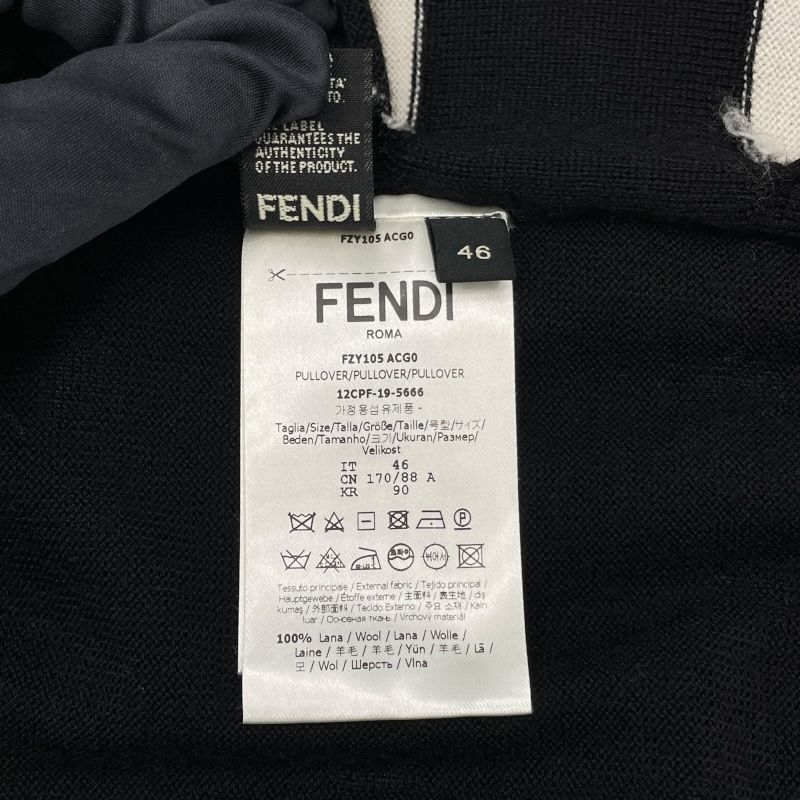 TA'
TO.
LABEL
GUARANTEES THE
AUTHENTICITY
OF THE PRODUCT.
FENDI
FZY105 ACG0
46
FENDI
ROMA
FZY105 ACG0
PULLOVER/PULLOVER/PULLOVER
12CPF-19-5666
가정용섬유제품 -
Taglia/Size/Talla/Größe/Taille/号型/サイズ/
Beden/Tamanho/크기/Ukuran/Размер/
Velikost
IT 46
CN 170/88 A
KR 90
Tessuto principale / External fabric / Tejido principal /
Hauptgewebe / Étoffe externe / 主面料 / 表生地 / diş
kumaş / 外部面料 / Tecido Externo / 주요 소재 / Kain
luar / Основная ткань / Vrchový materiál
100% Lana / Wool / Lana / Wolle /
Laine / 羊毛 / 羊毛 / Yün / 羊毛 / Lã /
모 / Wol / Шерсть / Vlna